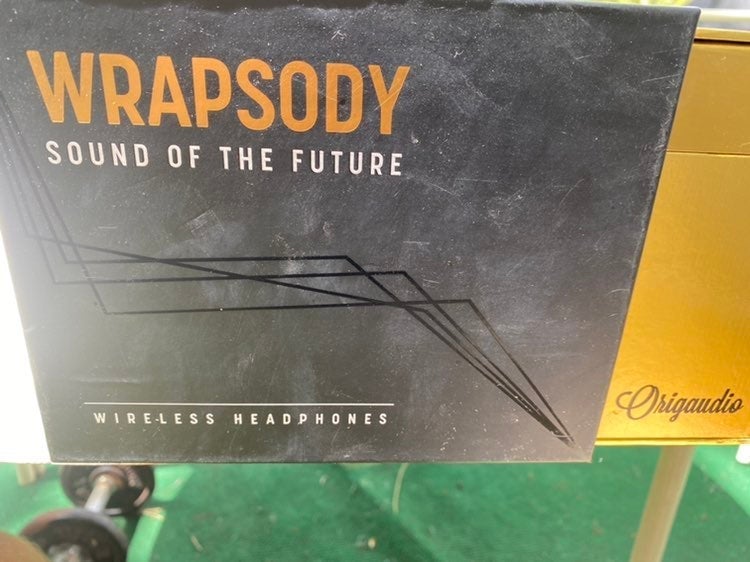 WRAPSODY
SOUND OF THE FUTURE
WIRELESS HEADPHONES
Origaudio